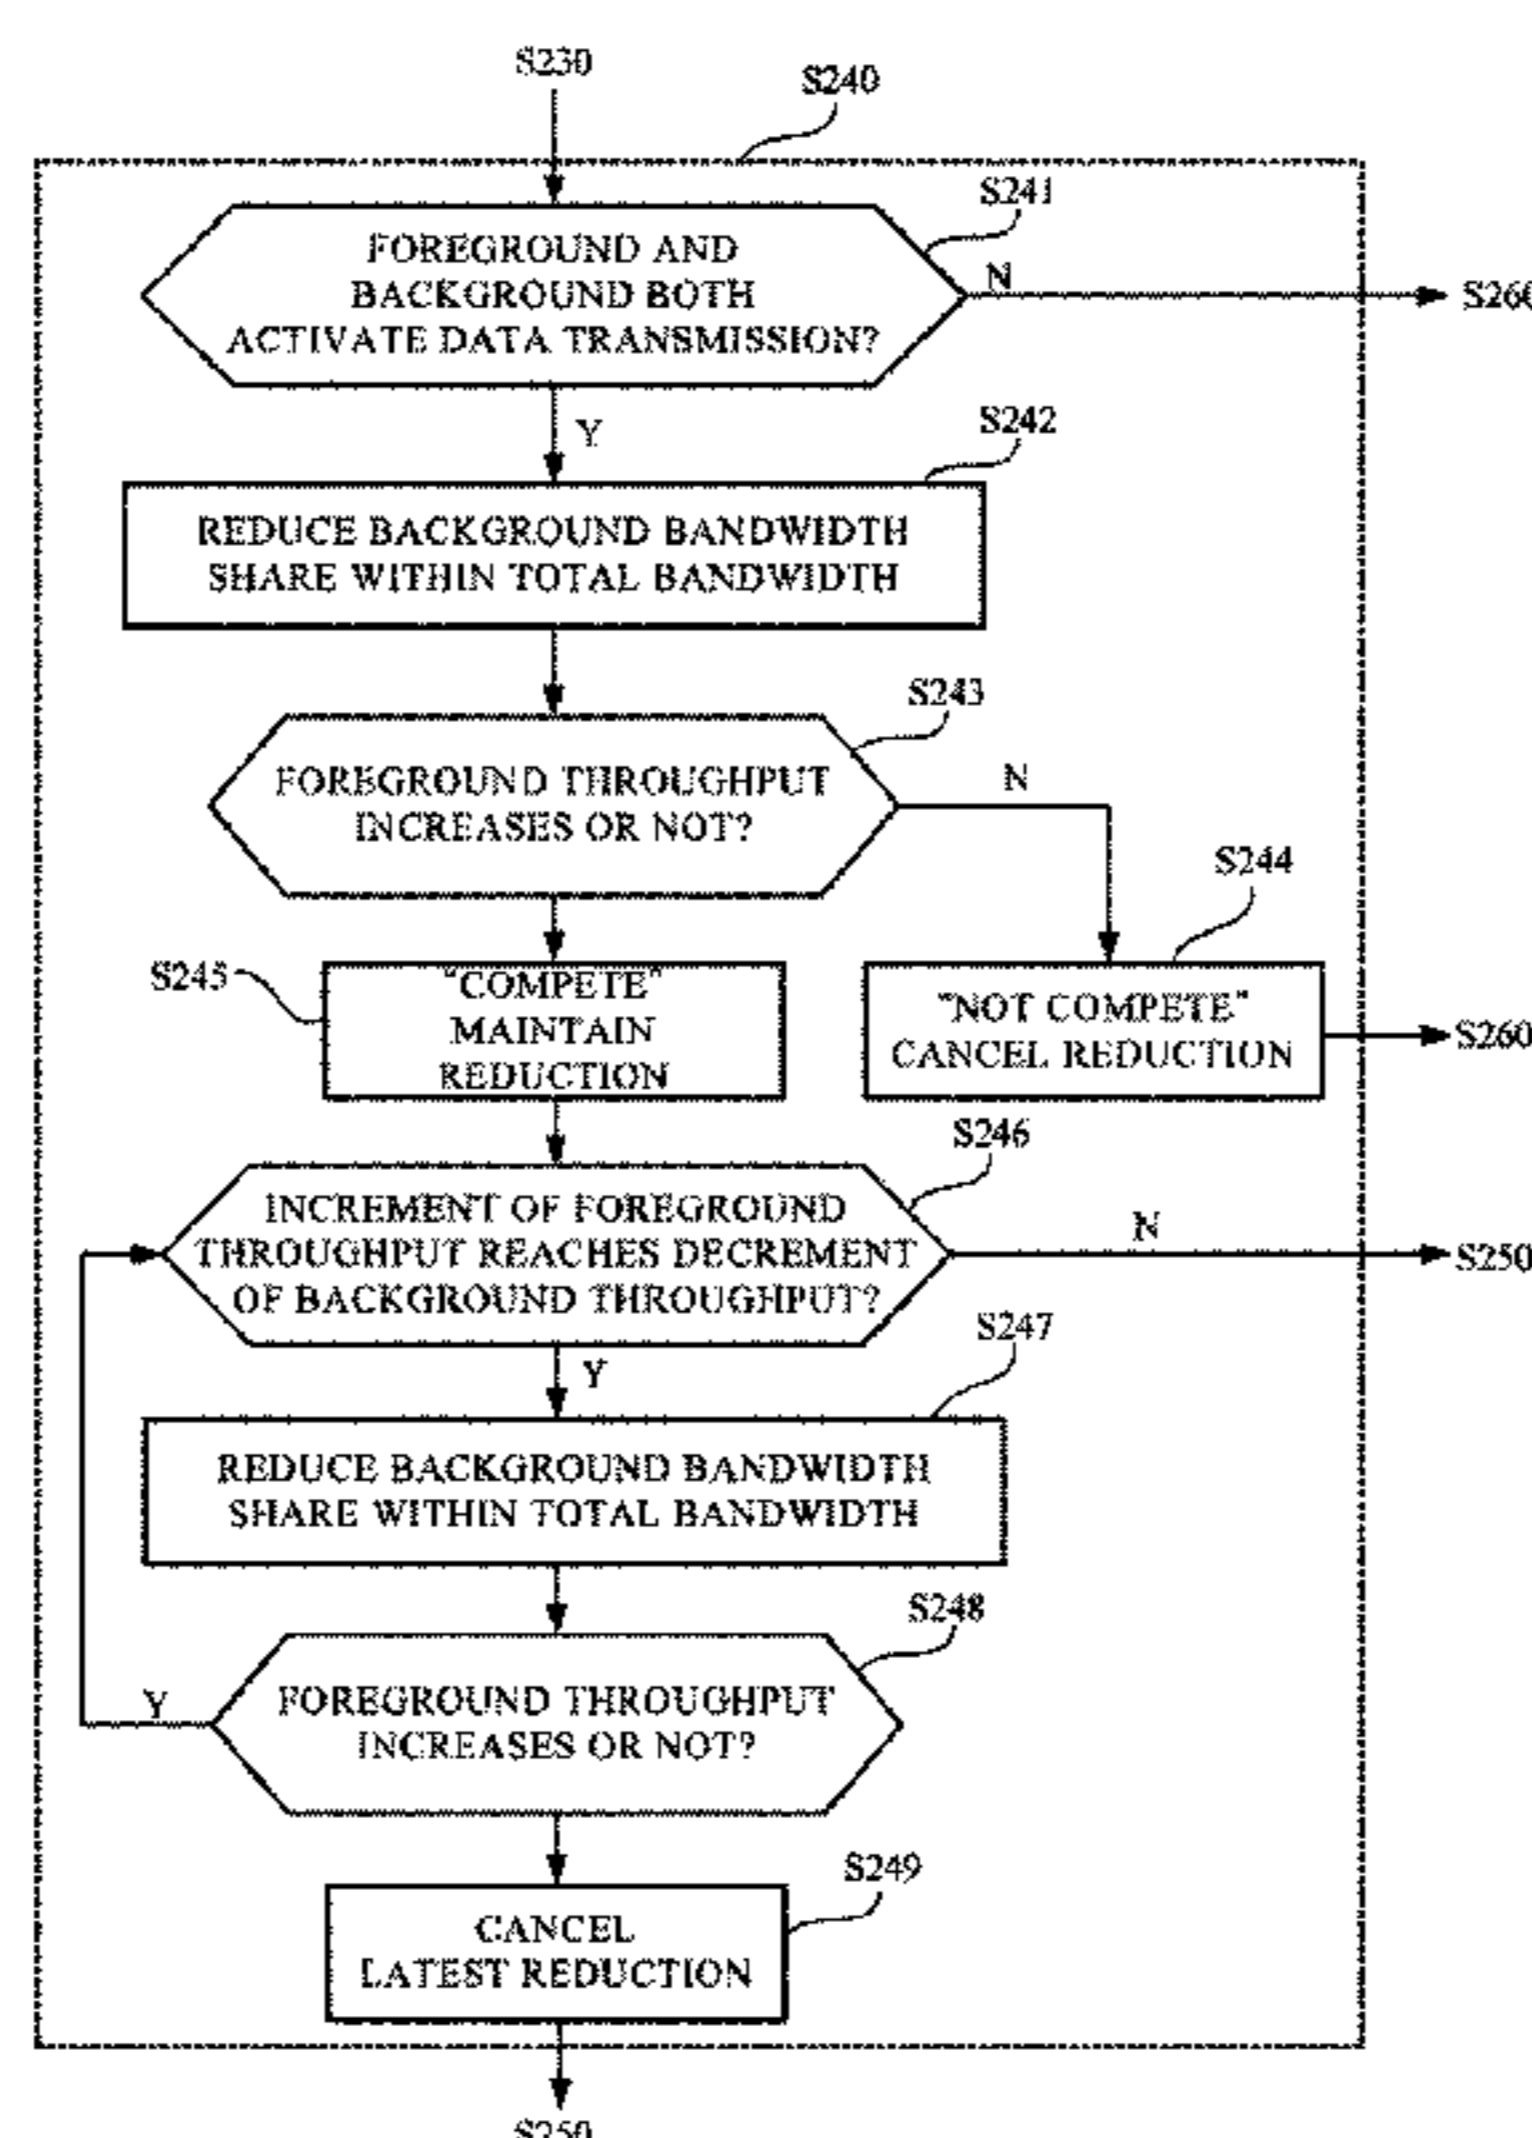 S230
S240
S241
FOREGROUND AND
BACKGROUND BOTH
ACTIVATE DATA TRANSMISSION?
N
S260
Y
S242
REDUCE BACKGROUND BANDWIDTH
SHARE WITHIN TOTAL BANDWIDTH
S243
FOREGROUND THROUGHPUT
INCREASES OR NOT?
N
S244
S245
"COMPETE"
MAINTAIN
REDUCTION
"NOT COMPETE"
CANCEL REDUCTION
S260
S246
INCREMENT OF FOREGROUND
THROUGHPUT REACHES DECREMENT
OF BACKGROUND THROUGHPUT?
N
S250
Y
S247
REDUCE BACKGROUND BANDWIDTH
SHARE WITHIN TOTAL BANDWIDTH
S248
FOREGROUND THROUGHPUT
INCREASES OR NOT?
Y
S249
CANCEL
LATEST REDUCTION
S250